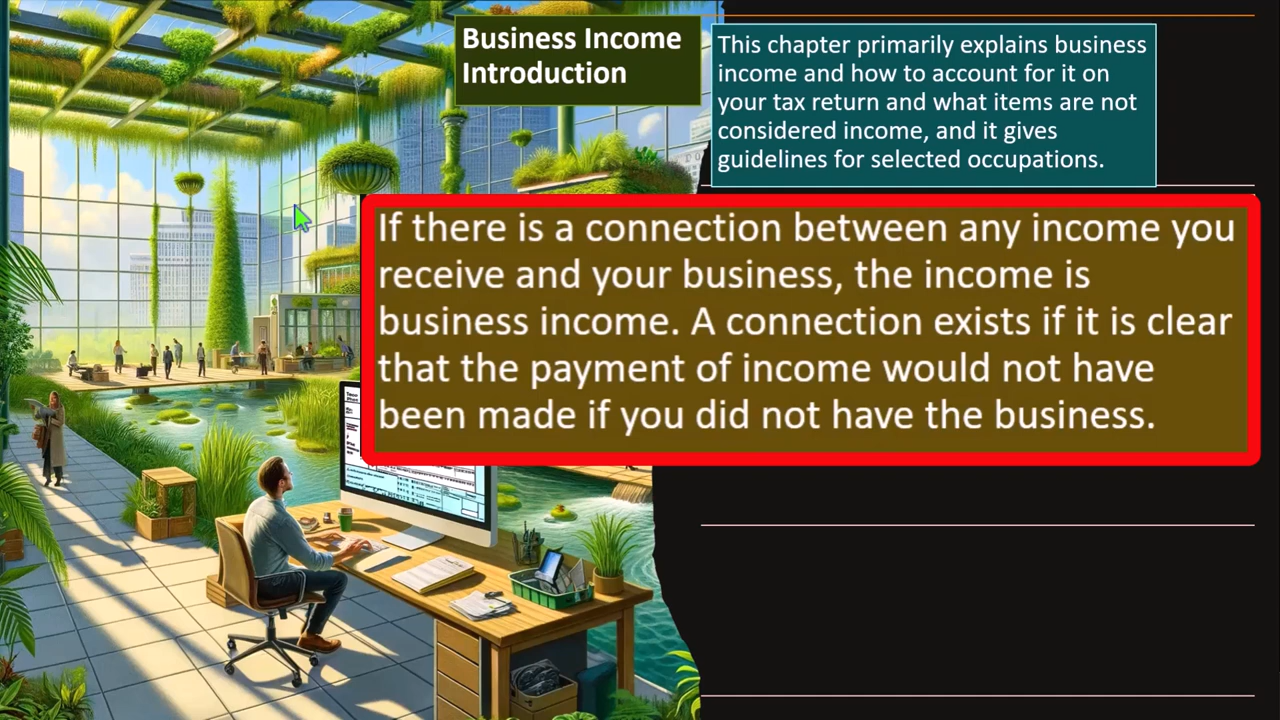 Business Income
Introduction
This chapter primarily explains business
income and how to account for it on
your tax return and what items are not
considered income, and it gives
guidelines for selected occupations.
If there is a connection between any income you
receive and your business, the income is
business income. A connection exists if it is clear
that the payment of income would not have
been made if you did not have the business.